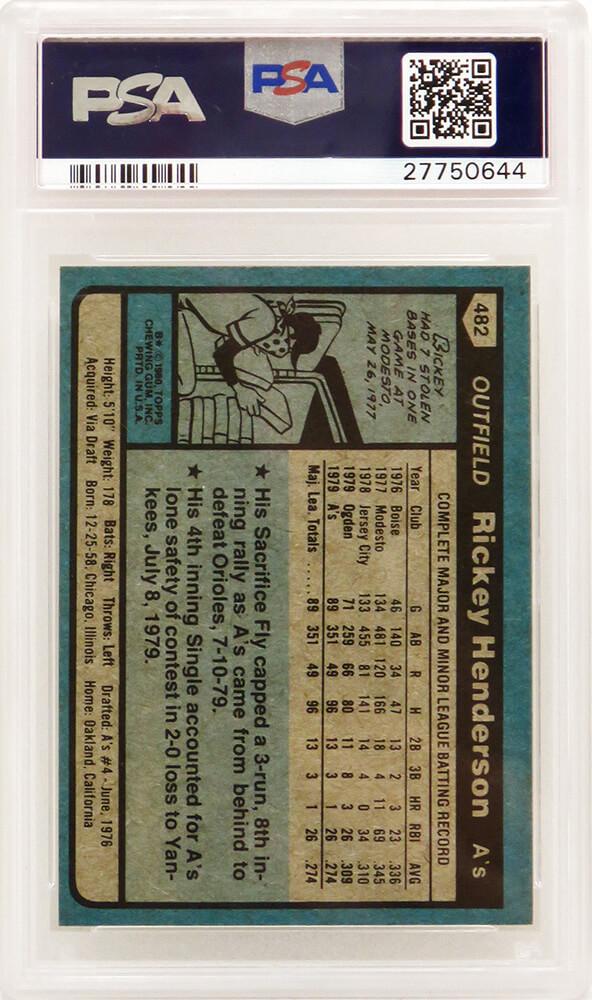 PSA
PSA
27750644
482 OUTFIELD Rickey Henderson A's
RICKEY
HAD 7 STOLEN
BASES IN ONE
GAME AT
MODESTO,
MAY 26, 1977
B* © 1980, TOPPS
CHEWING GUM, INC.
PRTD. IN U.S.A.
COMPLETE MAJOR AND MINOR LEAGUE BATTING RECORD
Year Club G AB R H 2B 3B HR RBI AVG
1976 Boise 46 140 34 47 13 2 3 23 .336
1977 Modesto 134 481 120 166 18 4 11 69 .345
1978 Jersey City 133 455 81 141 14 4 0 34 .310
1979 Ogden 71 259 66 80 11 8 3 26 .309
1979 A's 89 351 49 96 13 3 1 26 .274
Maj. Lea. Totals ..... 89 351 49 96 13 3 1 26 .274
★ His Sacrifice Fly capped a 3-run, 8th in-
ning rally as A's came from behind to
defeat Orioles, 7-10-79.
★ His 4th inning Single accounted for A's
lone safety of contest in 2-0 loss to Yan-
kees, July 8, 1979.
Height: 5'10" Weight: 178 Bats: Right Throws: Left Drafted: A's #4 - June, 1976
Acquired: Via Draft Born: 12-25-58, Chicago, Illinois Home: Oakland, California